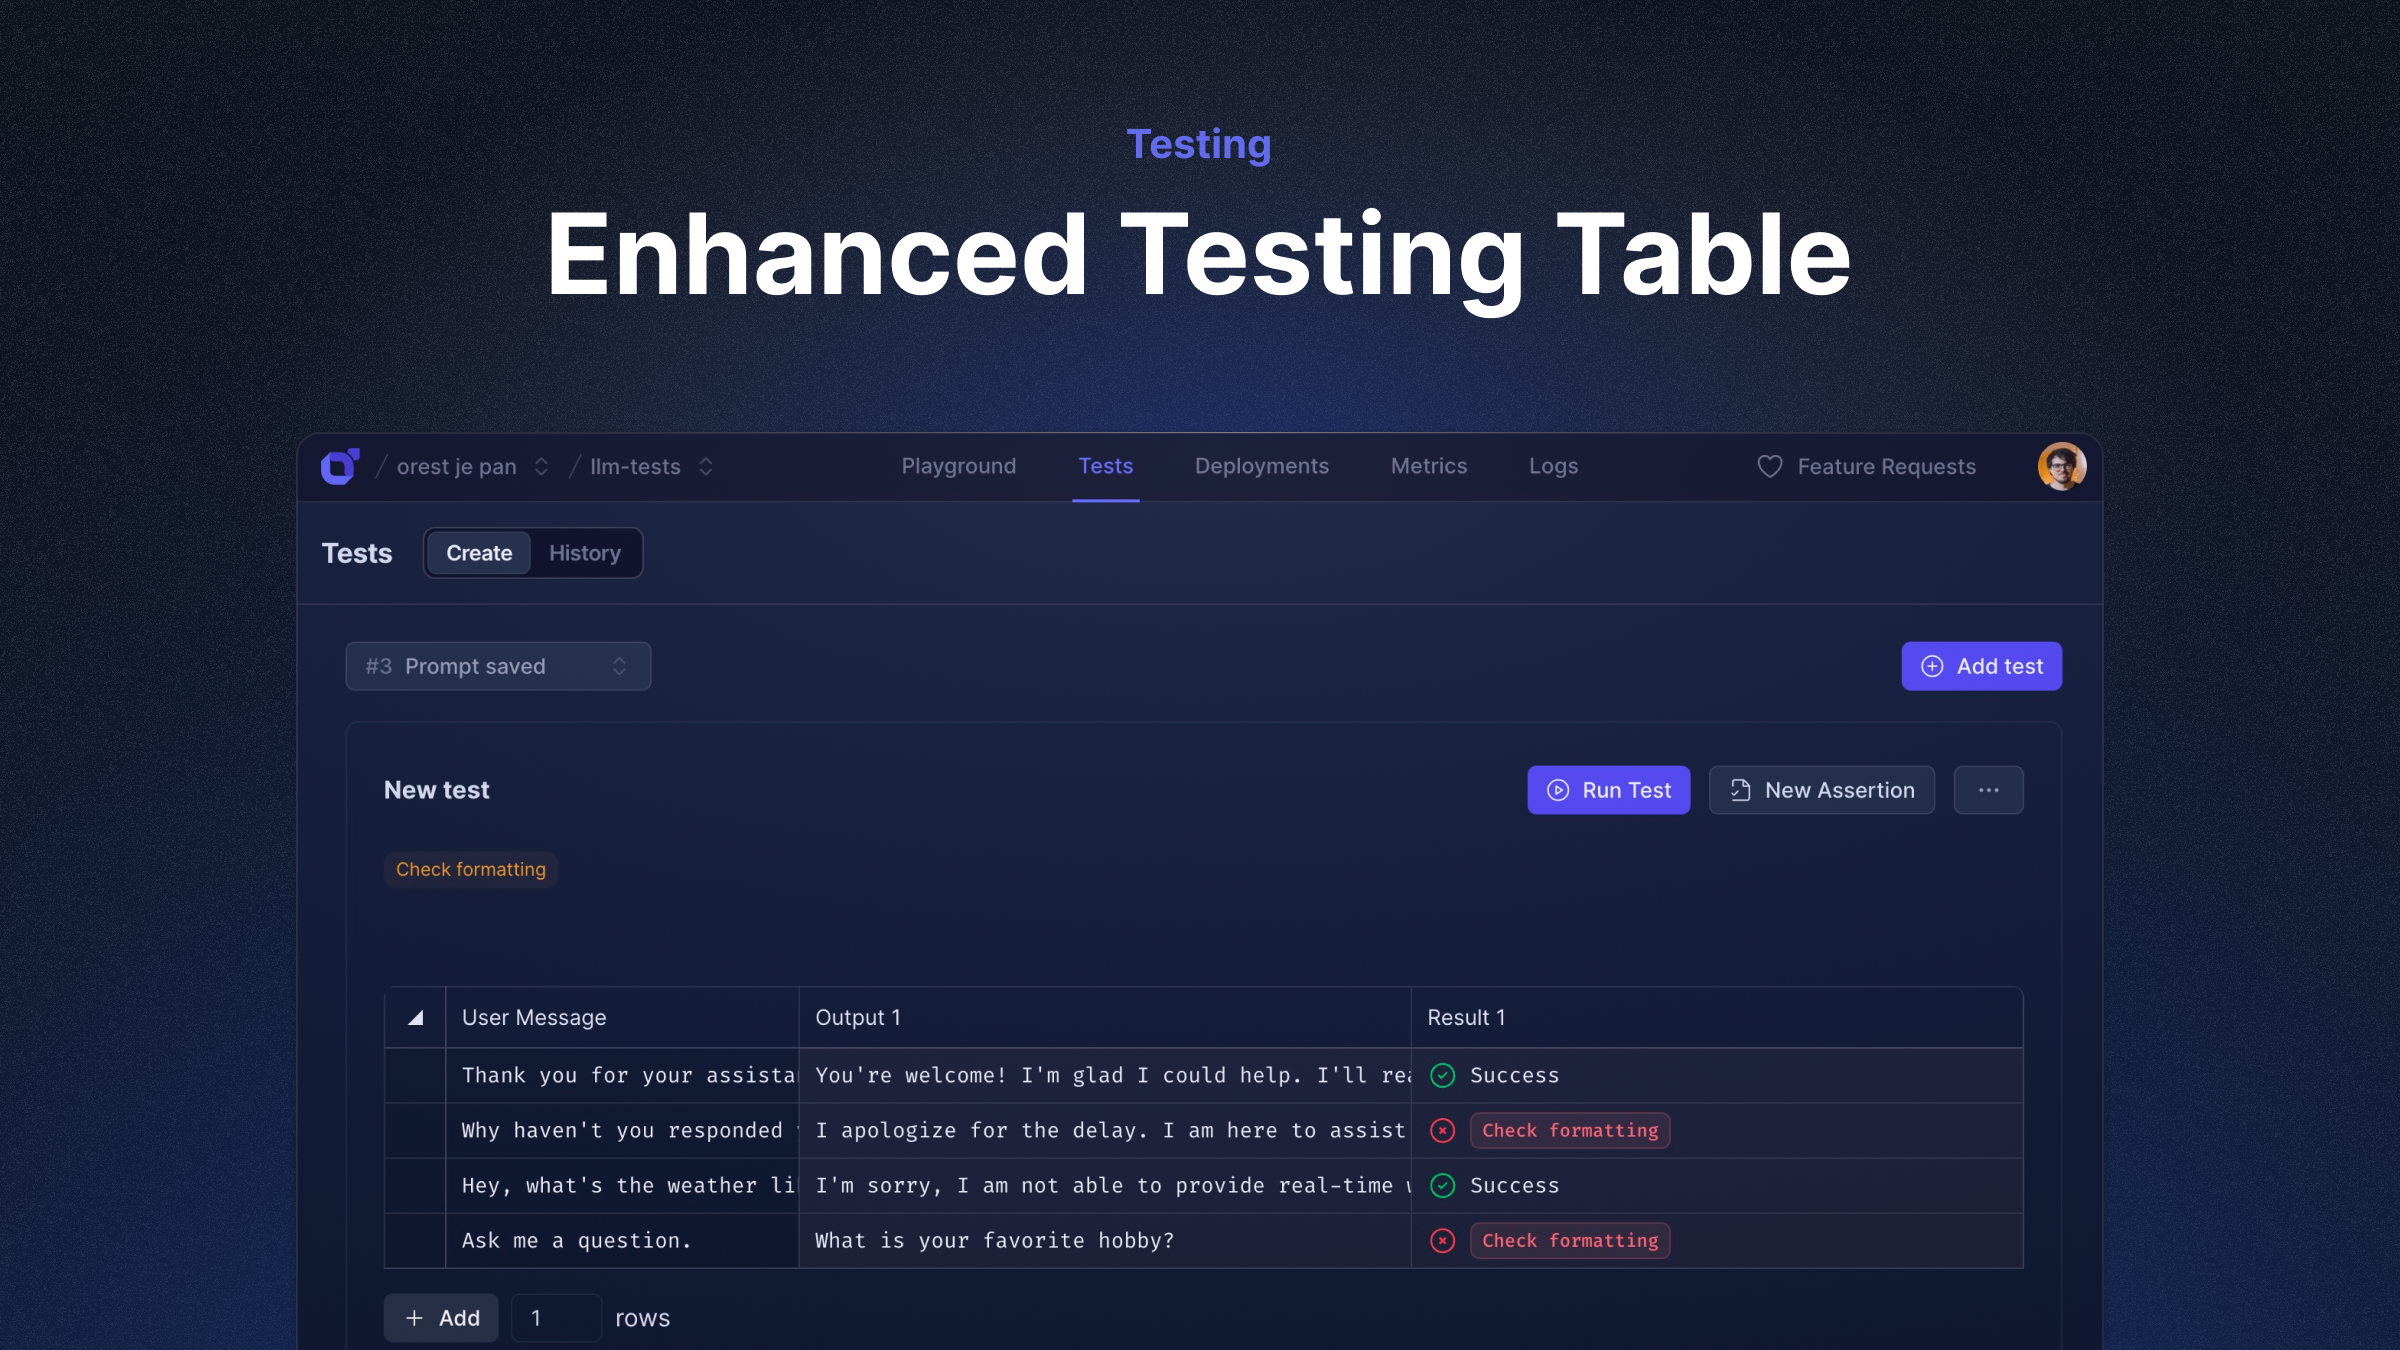 Testing
Enhanced Testing Table
/ orest je pan / llm-tests Playground Tests Deployments Metrics Logs Feature Requests
Tests Create History
#3 Prompt saved Add test
New test Run Test New Assertion ...
Check formatting
User Message Output 1 Result 1
Thank you for your assista You're welcome! I'm glad I could help. I'll rea Success
Why haven't you responded I apologize for the delay. I am here to assist Check formatting
Hey, what's the weather li I'm sorry, I am not able to provide real-time Success
Ask me a question. What is your favorite hobby? Check formatting
+ Add 1 rows